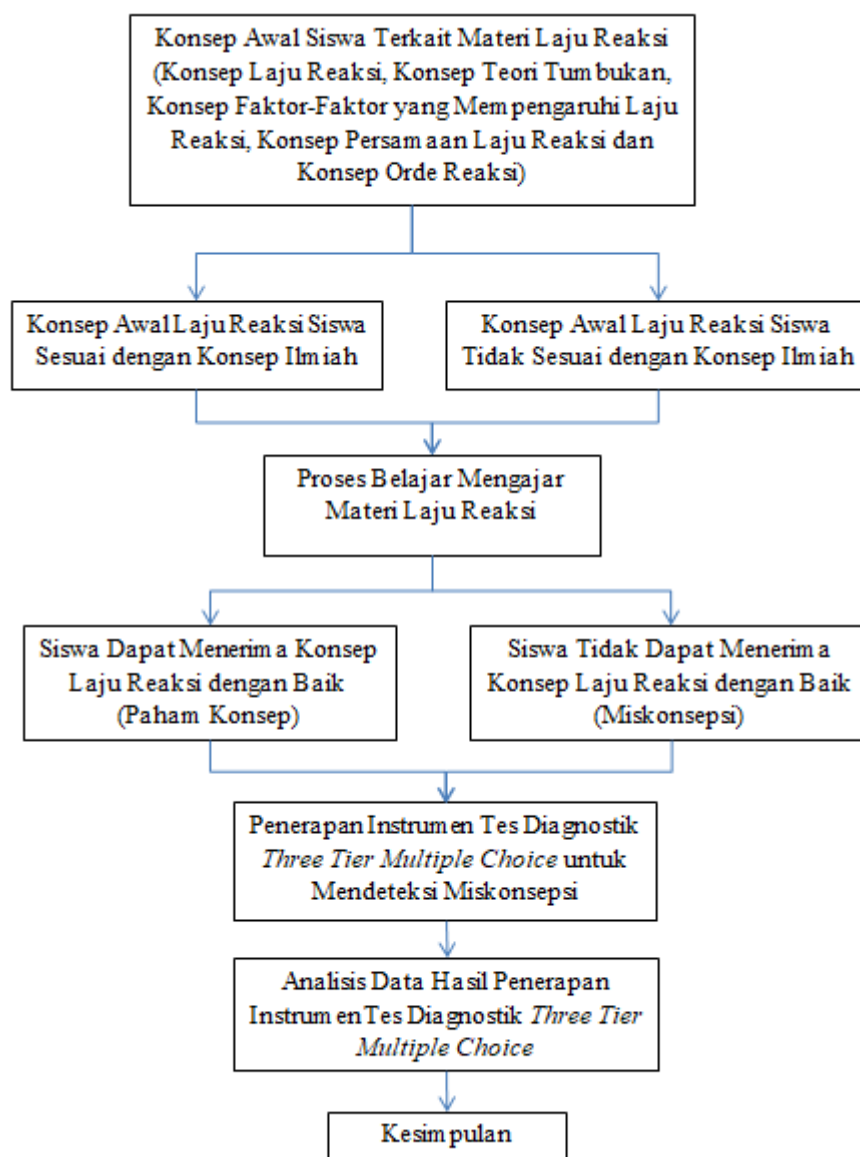 Konsep Awal Siswa Terkait Materi Laju Reaksi
(Konsep Laju Reaksi, Konsep Teori Tumbukan,
Konsep Faktor-Faktor yang Mempengaruhi Laju
Reaksi, Konsep Persamaan Laju Reaksi dan
Konsep Orde Reaksi)
Konsep Awal Laju Reaksi Siswa
Sesuai dengan Konsep Ilmiah
Konsep Awal Laju Reaksi Siswa
Tidak Sesuai dengan Konsep Ilmiah
Proses Belajar Mengajar
Materi Laju Reaksi
Siswa Dapat Menerima Konsep
Laju Reaksi dengan Baik
(Paham Konsep)
Siswa Tidak Dapat Menerima
Konsep Laju Reaksi dengan Baik
(Miskonsepsi)
Penerapan Instrumen Tes Diagnostik
Three Tier Multiple Choice untuk
Mendeteksi Miskonsepsi
Analisis Data Hasil Penerapan
Instrumen Tes Diagnostik Three Tier
Multiple Choice
Kesimpulan